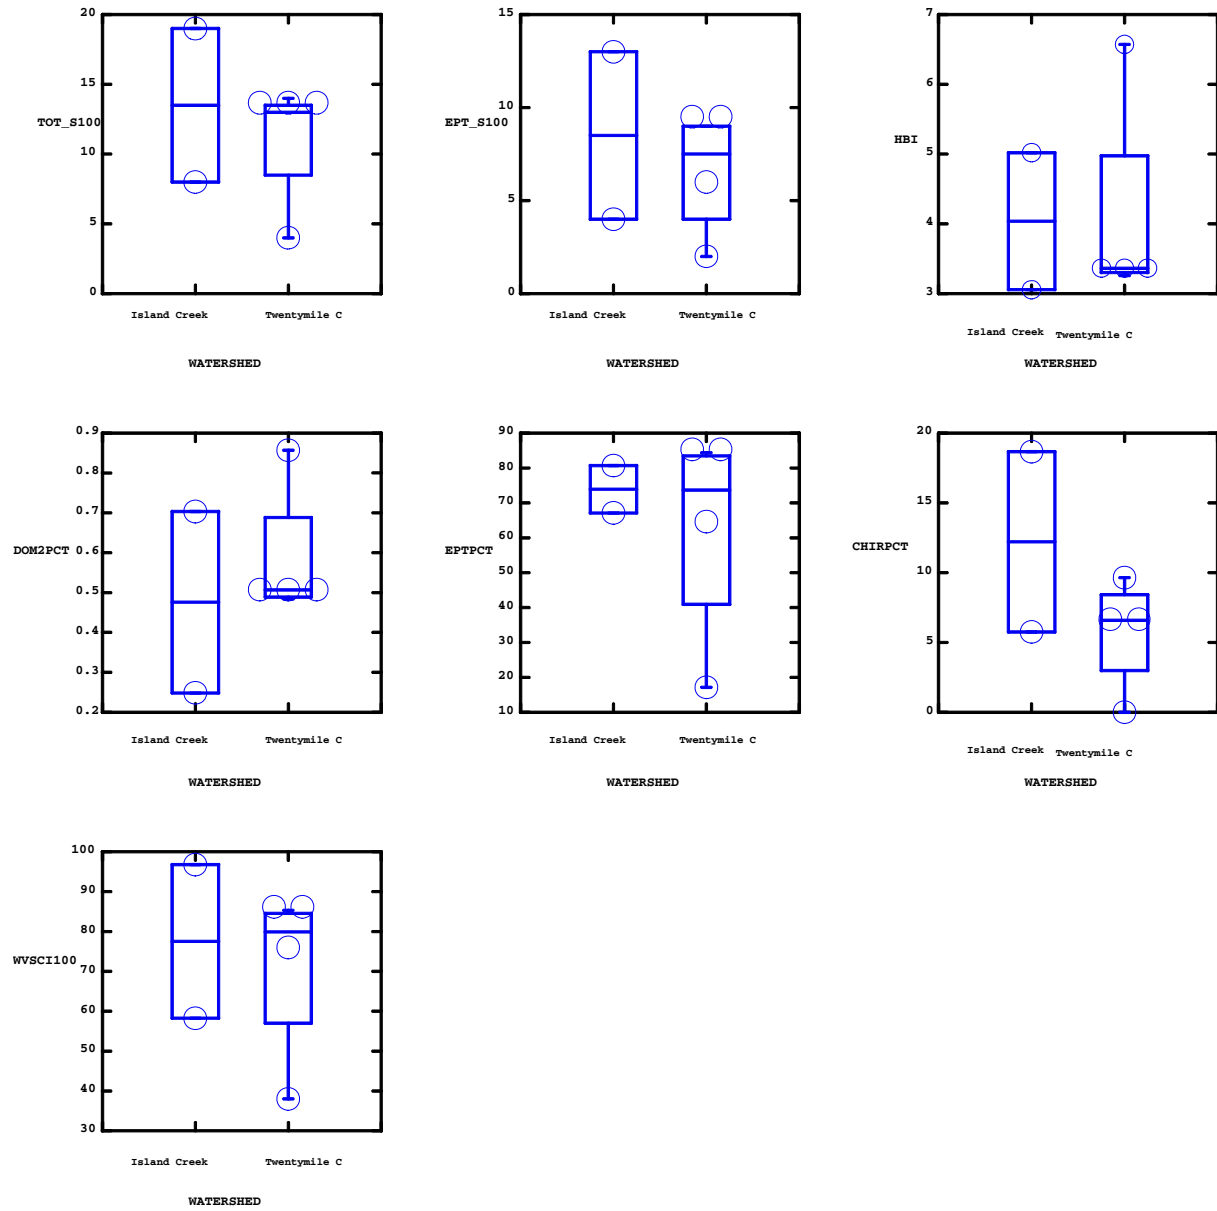 20
15
TOT_S100
10
5
0
Island Creek Twentymile C
WATERSHED
15
10
EPT_S100
5
0
Island Creek Twentymile C
WATERSHED
7
6
HBI
5
4
3
Island Creek Twentymile C
WATERSHED
0.9
0.8
0.7
DOM2PCT 0.6
0.5
0.4
0.3
0.2
Island Creek Twentymile C
WATERSHED
90
80
70
EPTPCT 60
50
40
30
20
10
Island Creek Twentymile C
WATERSHED
20
15
CHIRPCT
10
5
0
Island Creek Twentymile C
WATERSHED
100
90
80
WVSCI100
70
60
50
40
30
Island Creek Twentymile C
WATERSHED